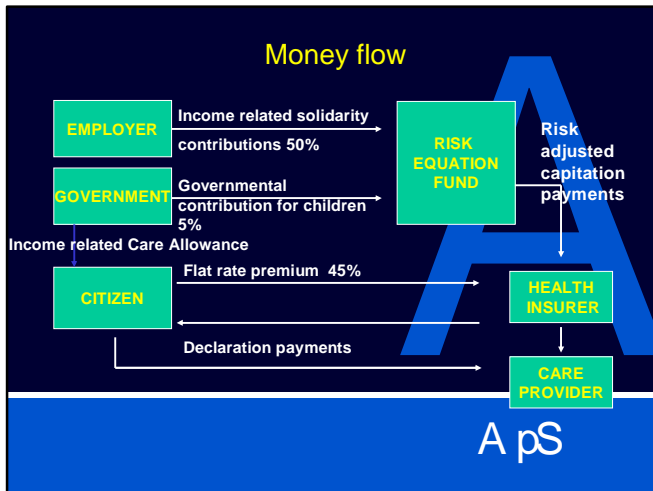 Money flow
EMPLOYER
Income related solidarity
contributions 50%
RISK
EQUATION
FUND
Risk
adjusted
capitation
payments
GOVERNMENT
Governmental
contribution for children
5%
Income related Care Allowance
CITIZEN
Flat rate premium 45%
HEALTH
INSURER
Declaration payments
CARE
PROVIDER
A
A pS